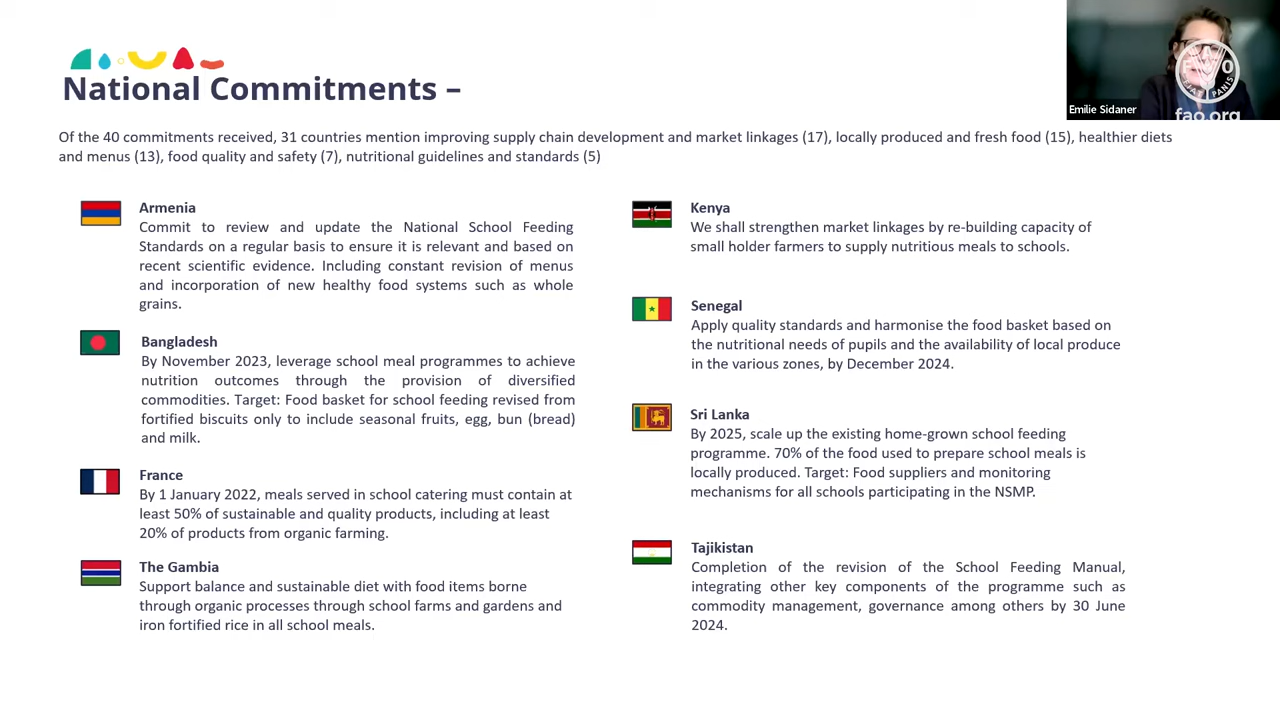 National Commitments –
Of the 40 commitments received, 31 countries mention improving supply chain development and market linkages (17), locally produced and fresh food (15), healthier diets
and menus (13), food quality and safety (7), nutritional guidelines and standards (5)
Armenia
Commit to review and update the National School Feeding
Standards on a regular basis to ensure it is relevant and based on
recent scientific evidence. Including constant revision of menus
and incorporation of new healthy food systems such as whole
grains.
Bangladesh
By November 2023, leverage school meal programmes to achieve
nutrition outcomes through the provision of diversified
commodities. Target: Food basket for school feeding revised from
fortified biscuits only to include seasonal fruits, egg, bun (bread)
and milk.
France
By 1 January 2022, meals served in school catering must contain at
least 50% of sustainable and quality products, including at least
20% of products from organic farming.
The Gambia
Support balance and sustainable diet with food items borne
through organic processes through school farms and gardens and
iron fortified rice in all school meals.
Kenya
We shall strengthen market linkages by re-building capacity of
small holder farmers to supply nutritious meals to schools.
Senegal
Apply quality standards and harmonise the food basket based on
the nutritional needs of pupils and the availability of local produce
in the various zones, by December 2024.
Sri Lanka
By 2025, scale up the existing home-grown school feeding
programme. 70% of the food used to prepare school meals is
locally produced. Target: Food suppliers and monitoring
mechanisms for all schools participating in the NSMP.
Tajikistan
Completion of the revision of the School Feeding Manual,
integrating other key components of the programme such as
commodity management, governance among others by 30 June
2024.
Emilie Sidaner
fao.org